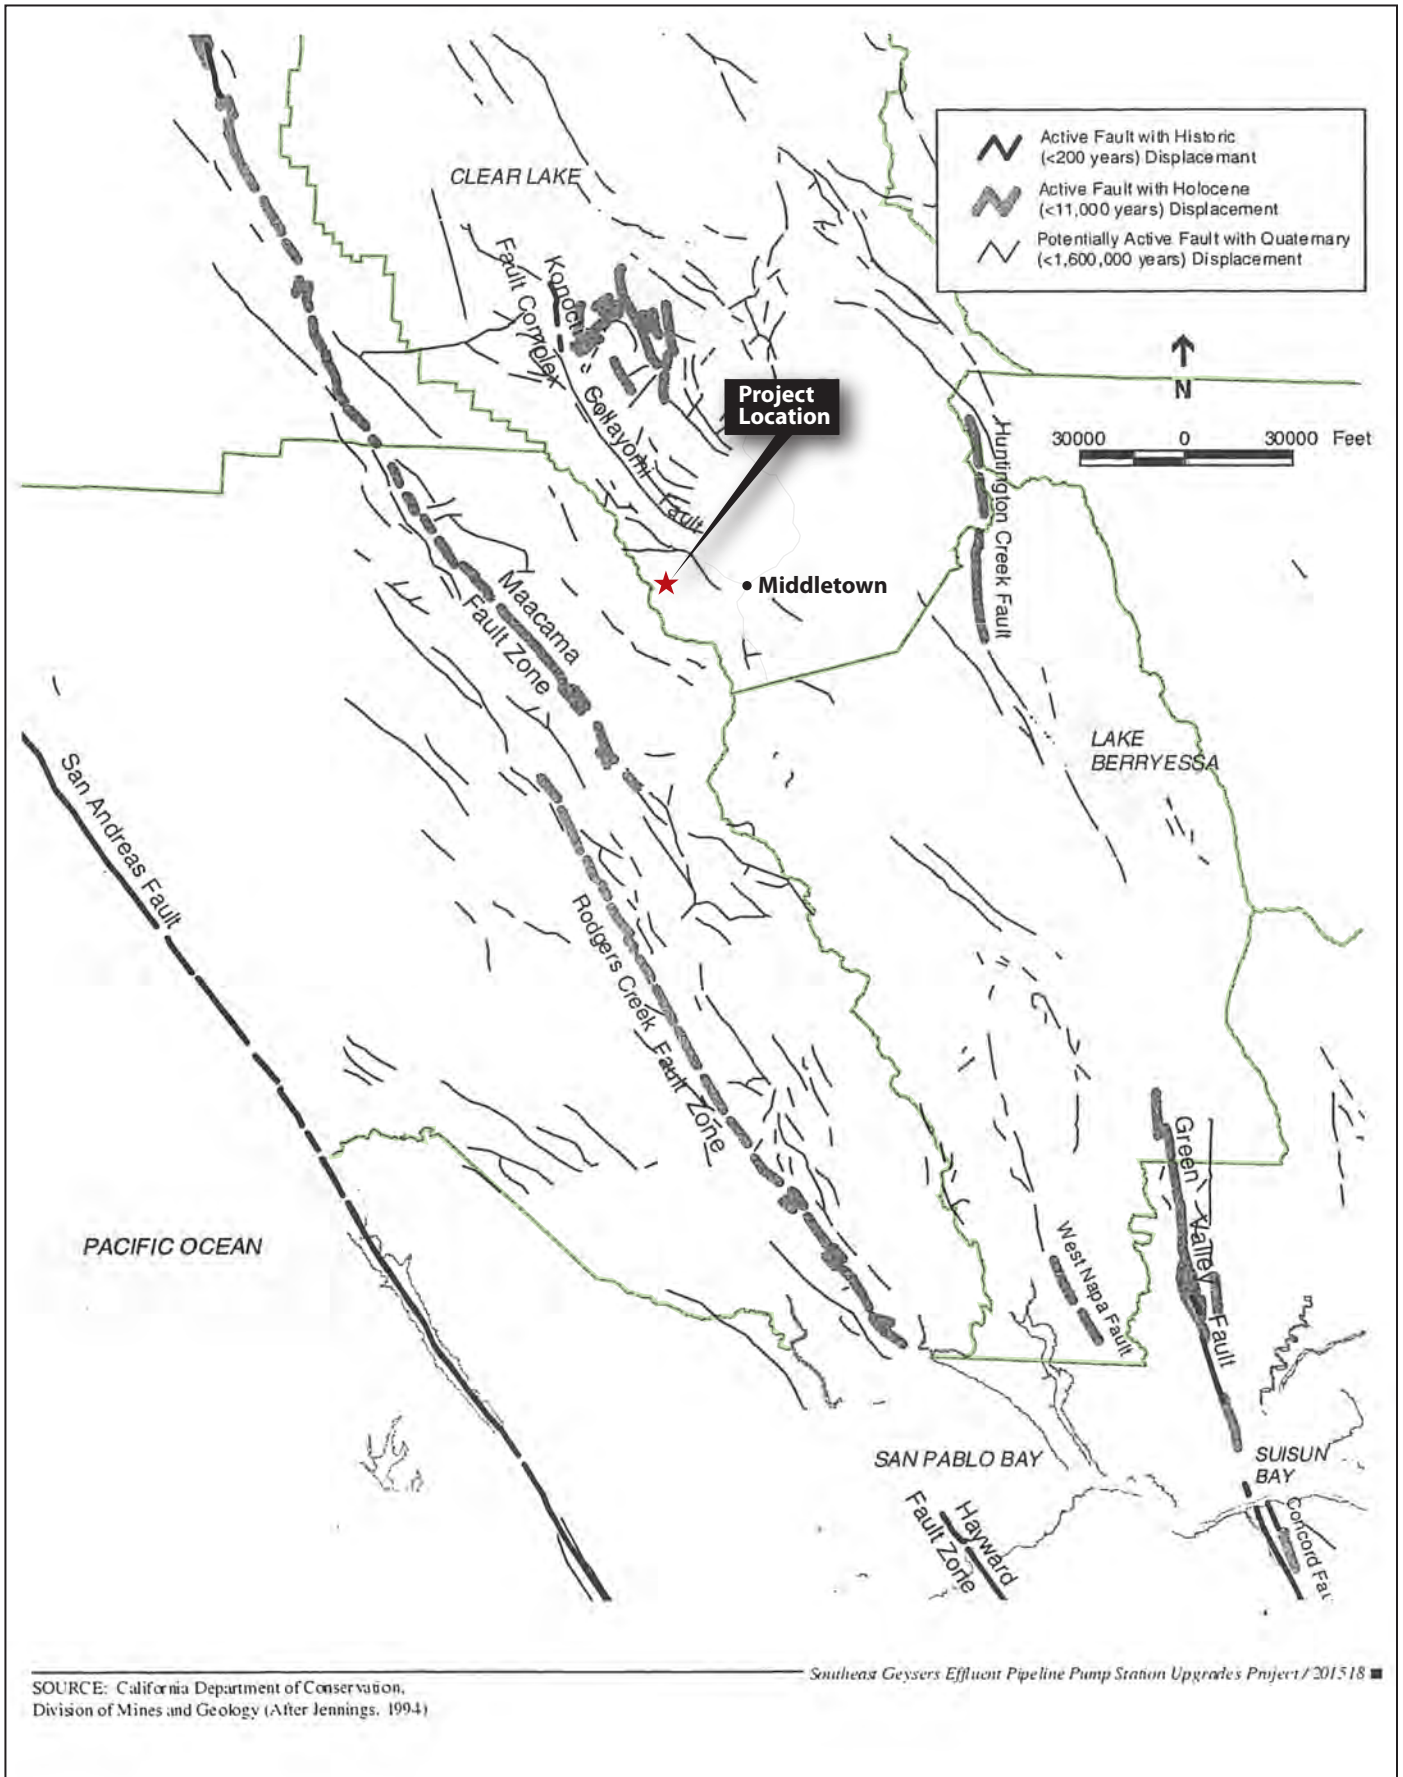 Active Fault with Historic
(<200 years) Displacemant
Active Fault with Holocene
(<11,000 years) Displacement
Potentially Active Fault with Quaternary
(<1,600,000 years) Displacement
CLEAR LAKE
Konocti
Fault Complex
Collayomi
Fault
Project
Location
N
30000 0 30000 Feet
Huntington Creek Fault
Middletown
Maacama
Fault Zone
LAKE
BERRYESSA
San Andreas Fault
Rodgers Creek Fault Zone
Green Valley Fault
PACIFIC OCEAN
West Napa Fault
SAN PABLO BAY
SUISUN
BAY
Hayward
Fault Zone
Concord Fau
Southeast Geysers Effluent Pipeline Pump Station Upgrades Project / 201518
SOURCE: California Department of Conservation,
Division of Mines and Geology (After Jennings, 1994)